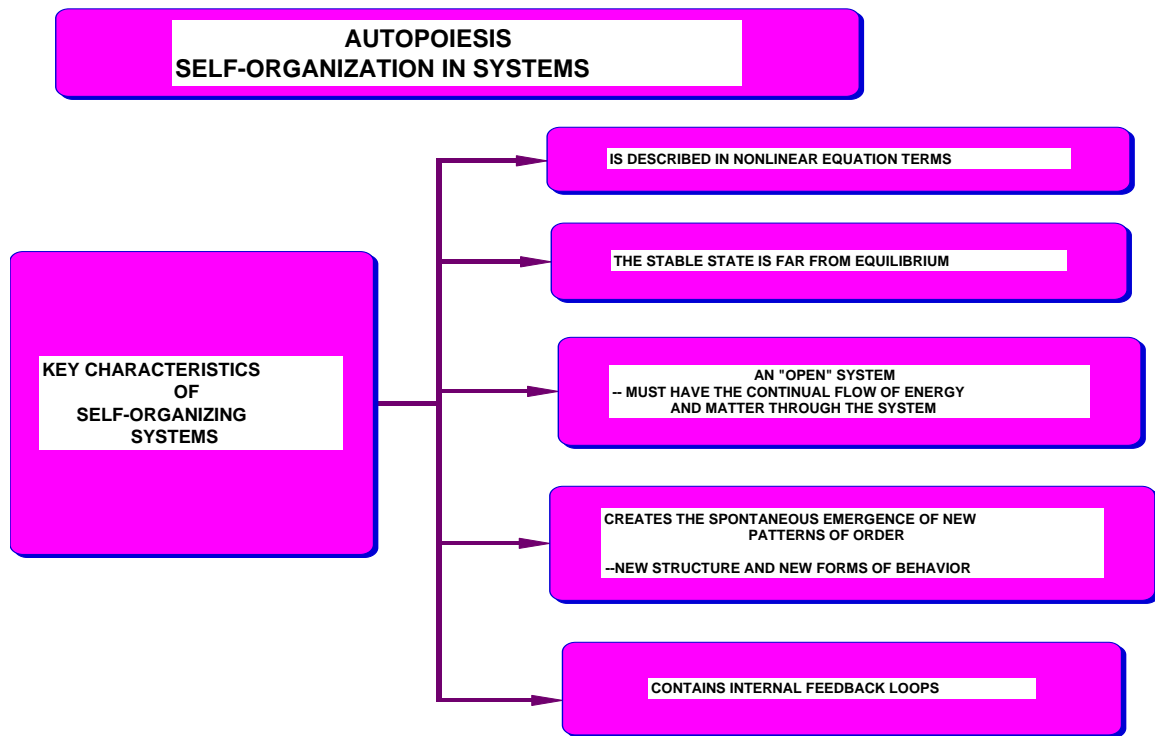 AUTOPOIESIS
SELF-ORGANIZATION IN SYSTEMS
KEY CHARACTERISTICS
OF
SELF-ORGANIZING
SYSTEMS
IS DESCRIBED IN NONLINEAR EQUATION TERMS
THE STABLE STATE IS FAR FROM EQUILIBRIUM
AN "OPEN" SYSTEM
-- MUST HAVE THE CONTINUAL FLOW OF ENERGY
AND MATTER THROUGH THE SYSTEM
CREATES THE SPONTANEOUS EMERGENCE OF NEW
PATTERNS OF ORDER
--NEW STRUCTURE AND NEW FORMS OF BEHAVIOR
CONTAINS INTERNAL FEEDBACK LOOPS